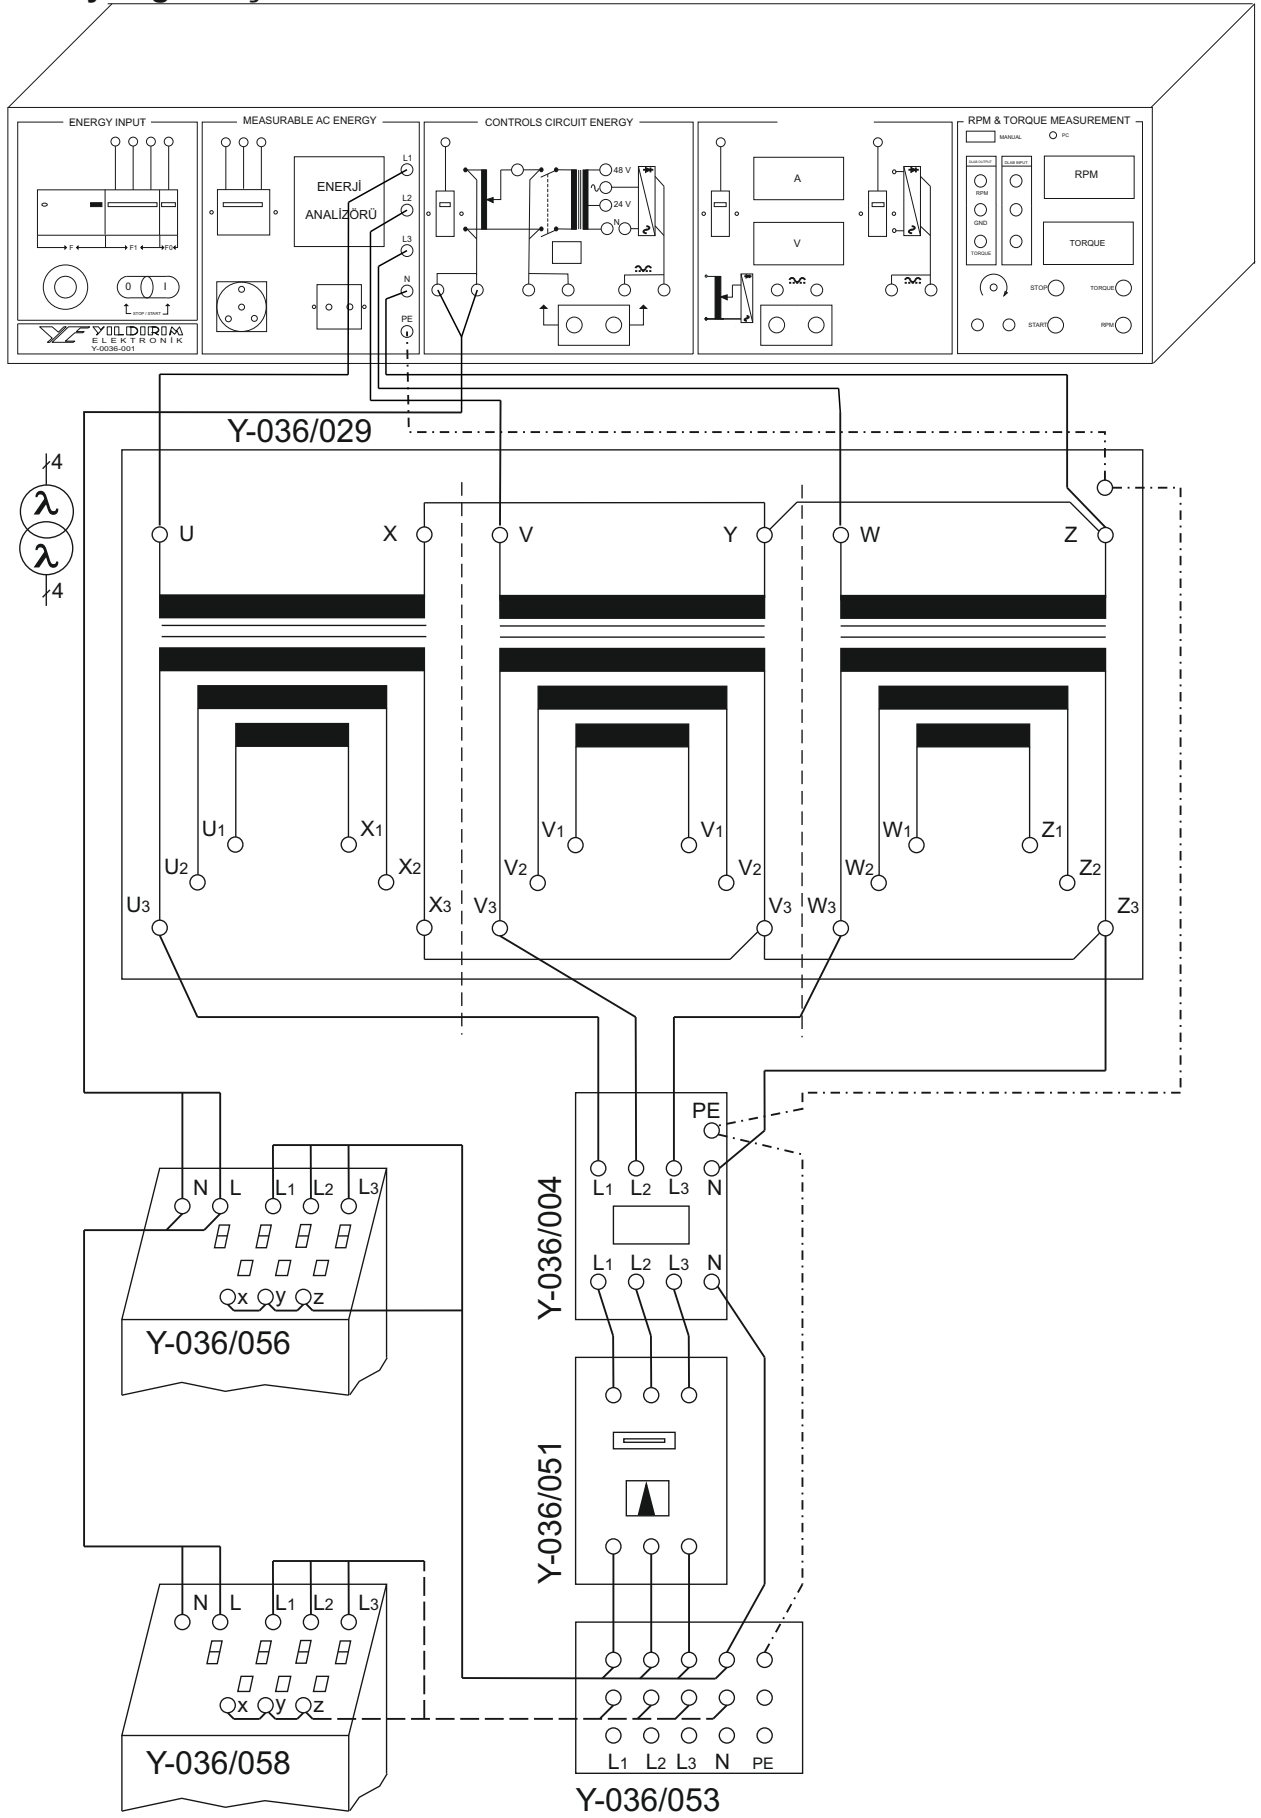 ENERGY INPUT
MEASURABLE AC ENERGY
CONTROLS CIRCUIT ENERGY
RPM & TORQUE MEASUREMENT
MANUAL
PC
ENERJİ
ANALİZÖRÜ
L1
L2
L3
N
PE
48 V
24 V
N
A
V
DLAB OUTPUT
DLAB INPUT
RPM
GND
TORQUE
RPM
TORQUE
STOP
TORQUE
START
RPM
F
F1
F0
0
I
STOP / START
YILDIRIM
ELEKTRONİK
Y-0036-001
Y-036/029
4
λ
λ
4
U
X
V
Y
W
Z
U1
X1
V1
V1
W1
Z1
U2
X2
V2
V2
W2
Z2
U3
X3
V3
V3
W3
Z3
PE
L1
L2
L3
N
Y-036/004
L1
L2
L3
N
N
L
L1
L2
L3
x
y
z
Y-036/056
Y-036/051
N
L
L1
L2
L3
x
y
z
Y-036/058
L1
L2
L3
N
PE
Y-036/053